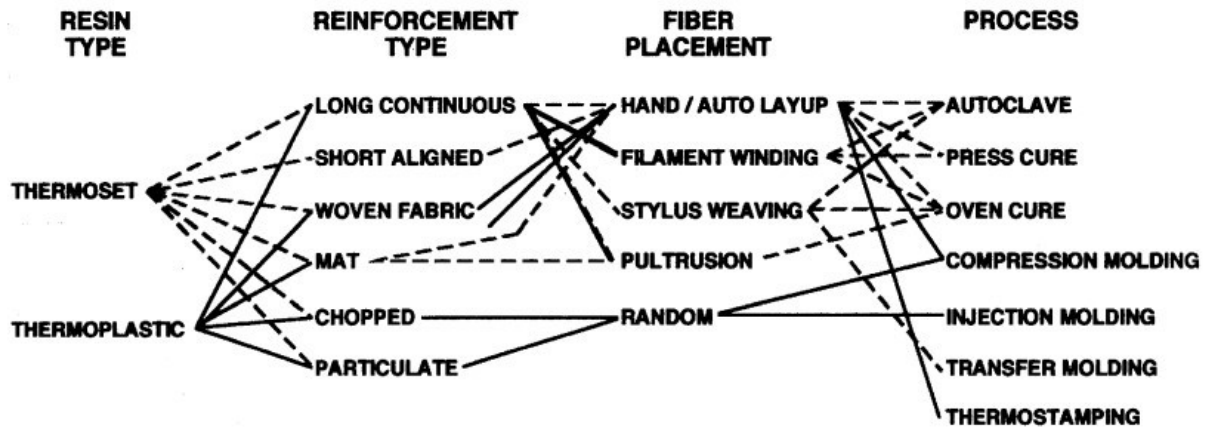 RESIN TYPE
REINFORCEMENT TYPE
FIBER PLACEMENT
PROCESS
LONG CONTINUOUS
HAND / AUTO LAYUP
AUTOCLAVE
SHORT ALIGNED
FILAMENT WINDING
PRESS CURE
THERMOSET
WOVEN FABRIC
STYLUS WEAVING
OVEN CURE
MAT
PULTRUSION
COMPRESSION MOLDING
THERMOPLASTIC
CHOPPED
RANDOM
INJECTION MOLDING
PARTICULATE
TRANSFER MOLDING
THERMOSTAMPING